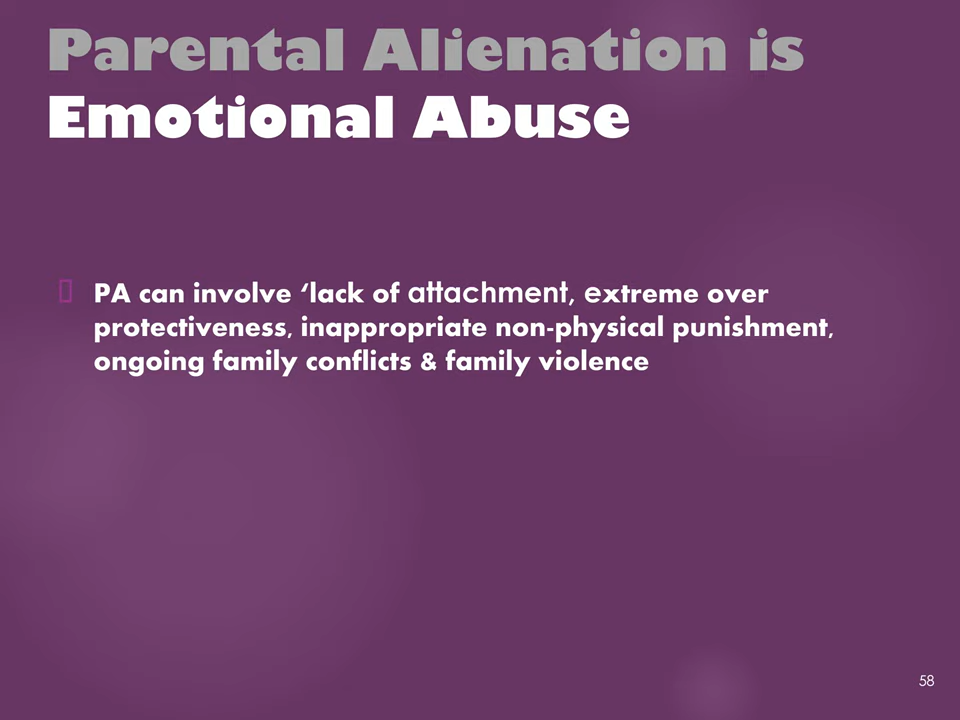 Parental Alienation is
Emotional Abuse
PA can involve ‘lack of attachment, extreme over
protectiveness, inappropriate non-physical punishment,
ongoing family conflicts & family violence
58